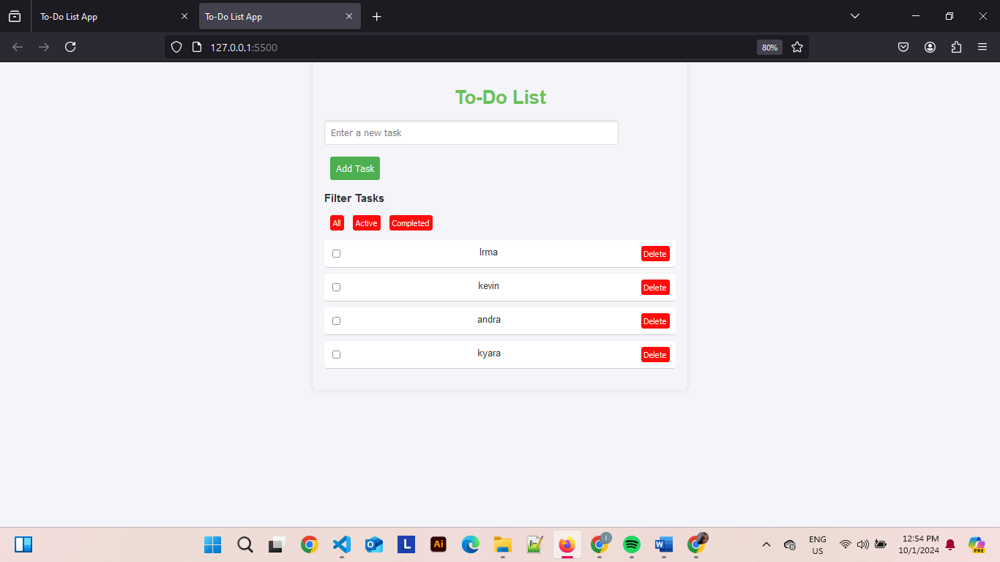 To-Do List App
To-Do List App
127.0.0.1:5500
80%
To-Do List
Enter a new task
Add Task
Filter Tasks
All Active Completed
Irma Delete
kevin Delete
andra Delete
kyara Delete
L
Ai
W
ENG
US
12:54 PM
10/1/2024
PRE